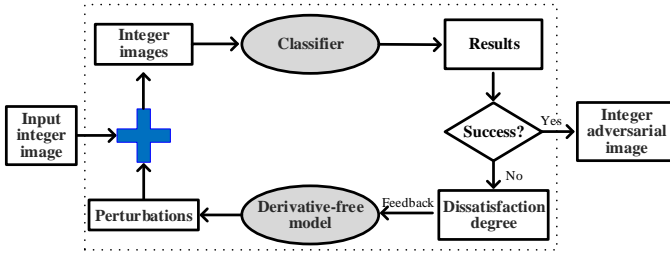 Integer
images
Classifier
Results
Input
integer
image
Success?
Yes
Integer
adversarial
image
No
Perturbations
Derivative-free
model
Feedback
Dissatisfaction
degree